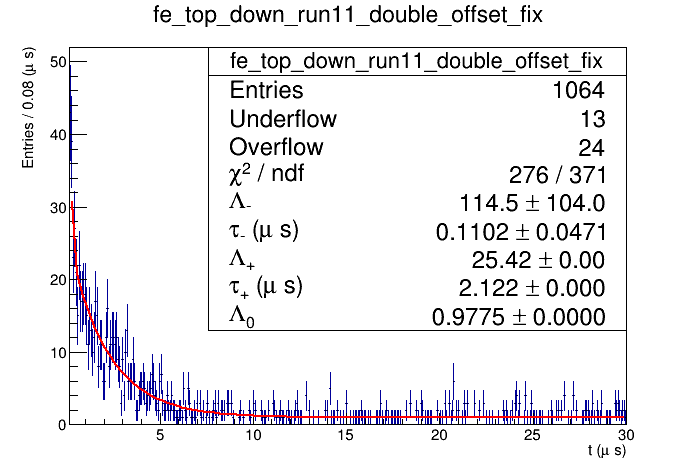 fe_top_down_run11_double_offset_fix
Entries / 0.08 (μ s)
fe_top_down_run11_double_offset_fix
Entries 1064
Underflow 13
Overflow 24
χ² / ndf 276 / 371
Λ₋ 114.5 ± 104.0
τ₋ (μ s) 0.1102 ± 0.0471
Λ₊ 25.42 ± 0.00
τ₊ (μ s) 2.122 ± 0.000
Λ₀ 0.9775 ± 0.0000
50
40
30
20
10
0
5 10 15 20 25 30
t (μ s)